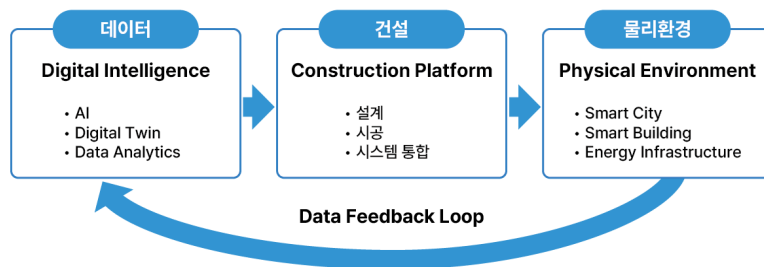 데이터
Digital Intelligence
• AI
• Digital Twin
• Data Analytics
건설
Construction Platform
• 설계
• 시공
• 시스템 통합
물리환경
Physical Environment
• Smart City
• Smart Building
• Energy Infrastructure
Data Feedback Loop